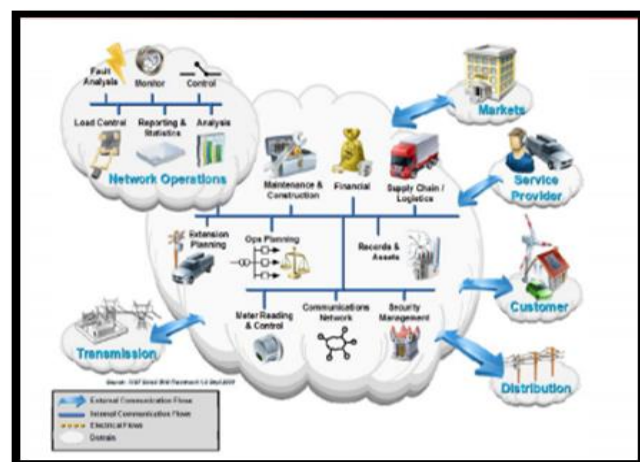 Fault
Analysis
Monitor
Control
Load Control
Reporting &
Statistics
Analysis
Network Operations
Markets
Maintenance &
Construction
Financial
Supply Chain /
Logistics
Service
Provider
Extension
Planning
Ops Planning
Records &
Assets
Customer
Meter Reading
& Control
Communications
Network
Security
Management
Transmission
Distribution
External Communication Flows
Internal Communication Flows
Electrical Flows
Domain